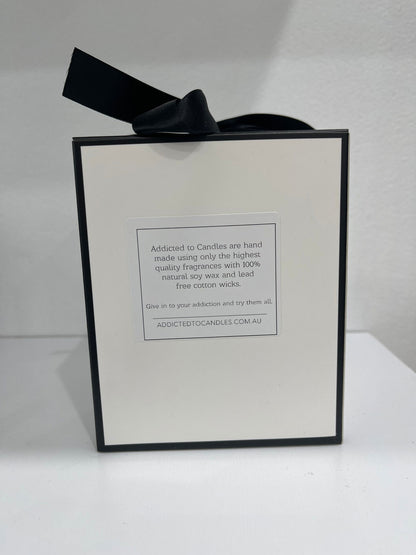 Addicted to Candles are hand
made using only the highest
quality fragrances with 100%
natural soy wax and lead
free cotton wicks.
Give in to your addiction and try them all.
ADDICTEDTOCANDLES.COM.AU